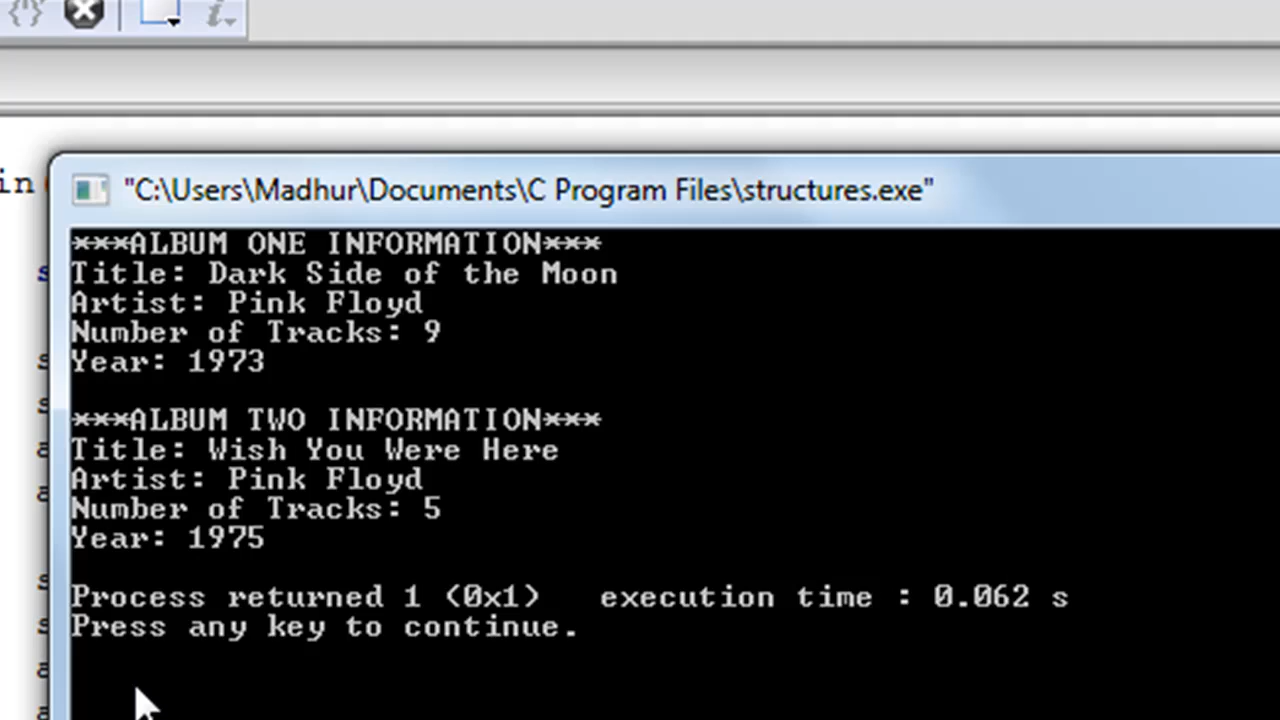 in
"C:\Users\Madhur\Documents\C Program Files\structures.exe"
***ALBUM ONE INFORMATION***
Title: Dark Side of the Moon
Artist: Pink Floyd
Number of Tracks: 9
Year: 1973
***ALBUM TWO INFORMATION***
Title: Wish You Were Here
Artist: Pink Floyd
Number of Tracks: 5
Year: 1975
Process returned 1 (0x1)   execution time : 0.062 s
Press any key to continue.